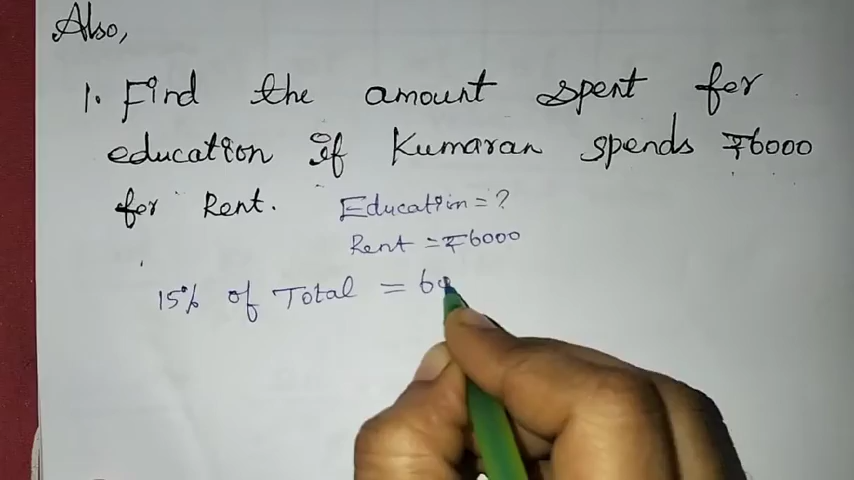 Also,
1. Find the amount spent for
education if Kumaran spends ₹6000
for Rent.
Education = ?
Rent = ₹6000
15% of Total = 60